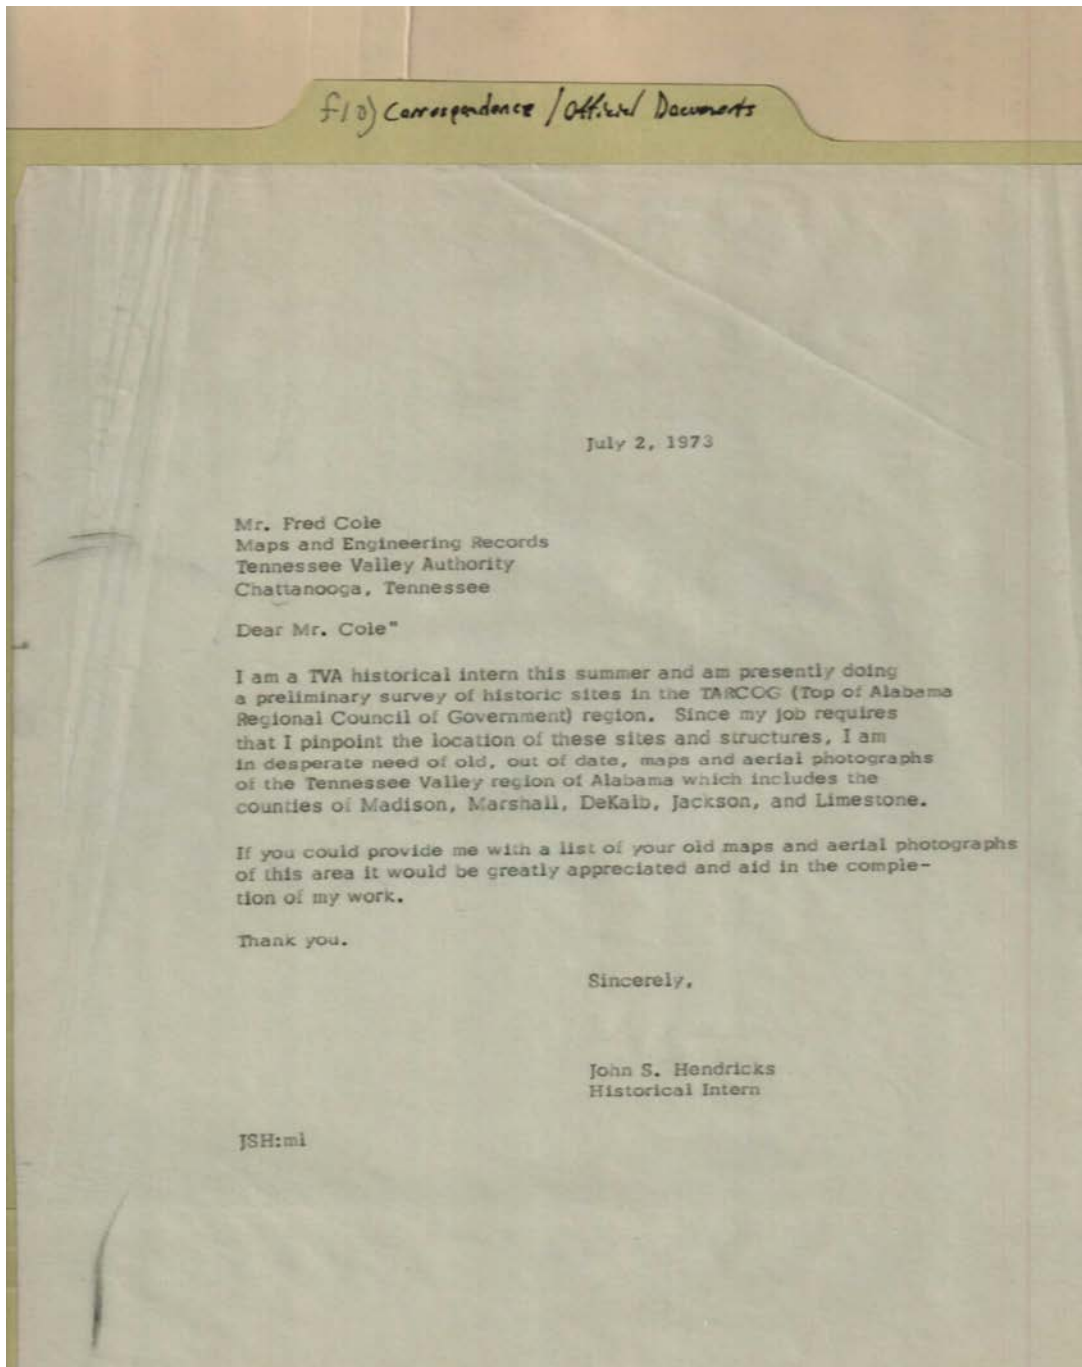 f10) Correspondence / Official Documents
July 2, 1973
Mr. Fred Cole
Maps and Engineering Records
Tennessee Valley Authority
Chattanooga, Tennessee
Dear Mr. Cole"
I am a TVA historical intern this summer and am presently doing
a preliminary survey of historic sites in the TARCOG (Top of Alabama
Regional Council of Government) region. Since my job requires
that I pinpoint the location of these sites and structures, I am
in desperate need of old, out of date, maps and aerial photographs
of the Tennessee Valley region of Alabama which includes the
counties of Madison, Marshall, DeKalb, Jackson, and Limestone.
If you could provide me with a list of your old maps and aerial photographs
of this area it would be greatly appreciated and aid in the comple-
tion of my work.
Thank you.
Sincerely,
John S. Hendricks
Historical Intern
JSH:ml